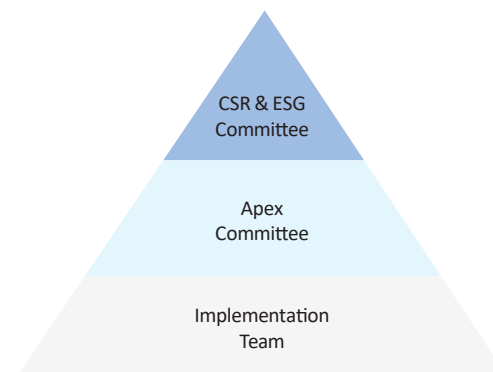 CSR & ESG
Committee
Apex
Committee
Implementation
Team